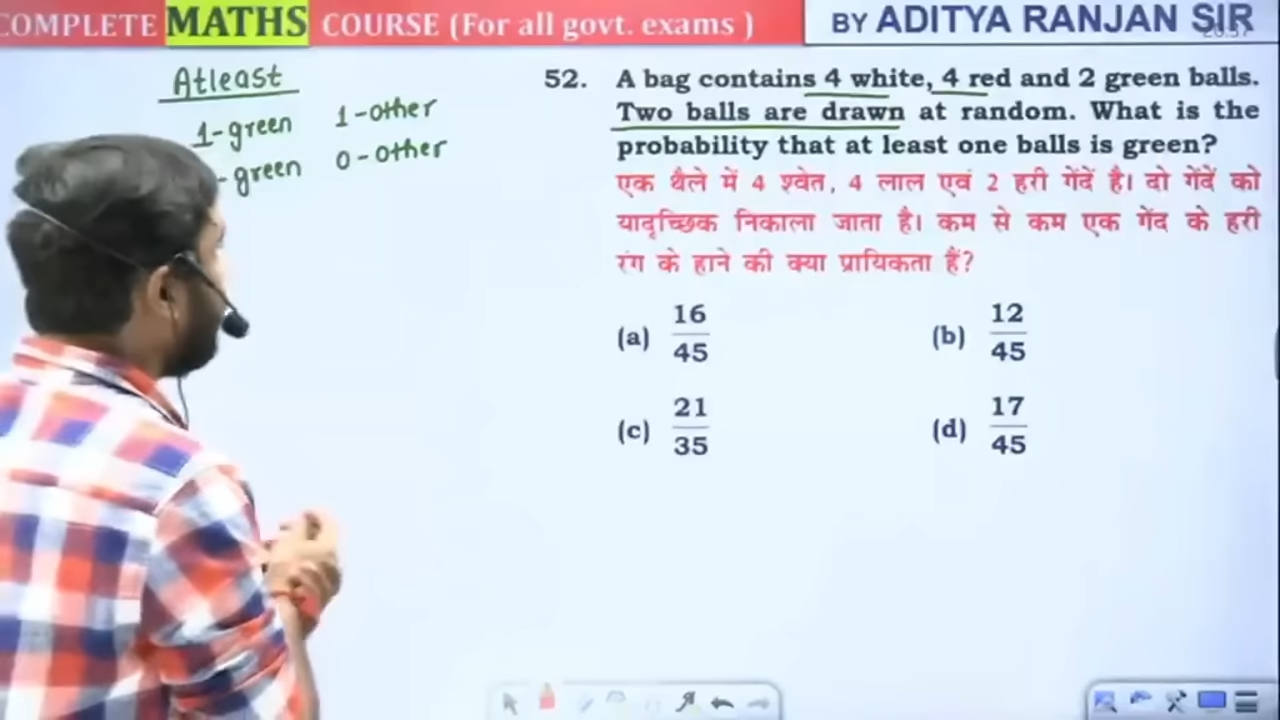 COMPLETE MATHS COURSE (For all govt. exams )
BY ADITYA RANJAN SIR
Atleast
1-green 1-other
-green 0-other
52. A bag contains 4 white, 4 red and 2 green balls.
Two balls are drawn at random. What is the
probability that at least one balls is green?
एक थैले में 4 श्वेत, 4 लाल एवं 2 हरी गेंदें है। दो गेंदें को
यादृच्छिक निकाला जाता है। कम से कम एक गेंद के हरी
रंग के हाने की क्या प्रायिकता हैं?
(a) 16/45 (b) 12/45
(c) 21/35 (d) 17/45